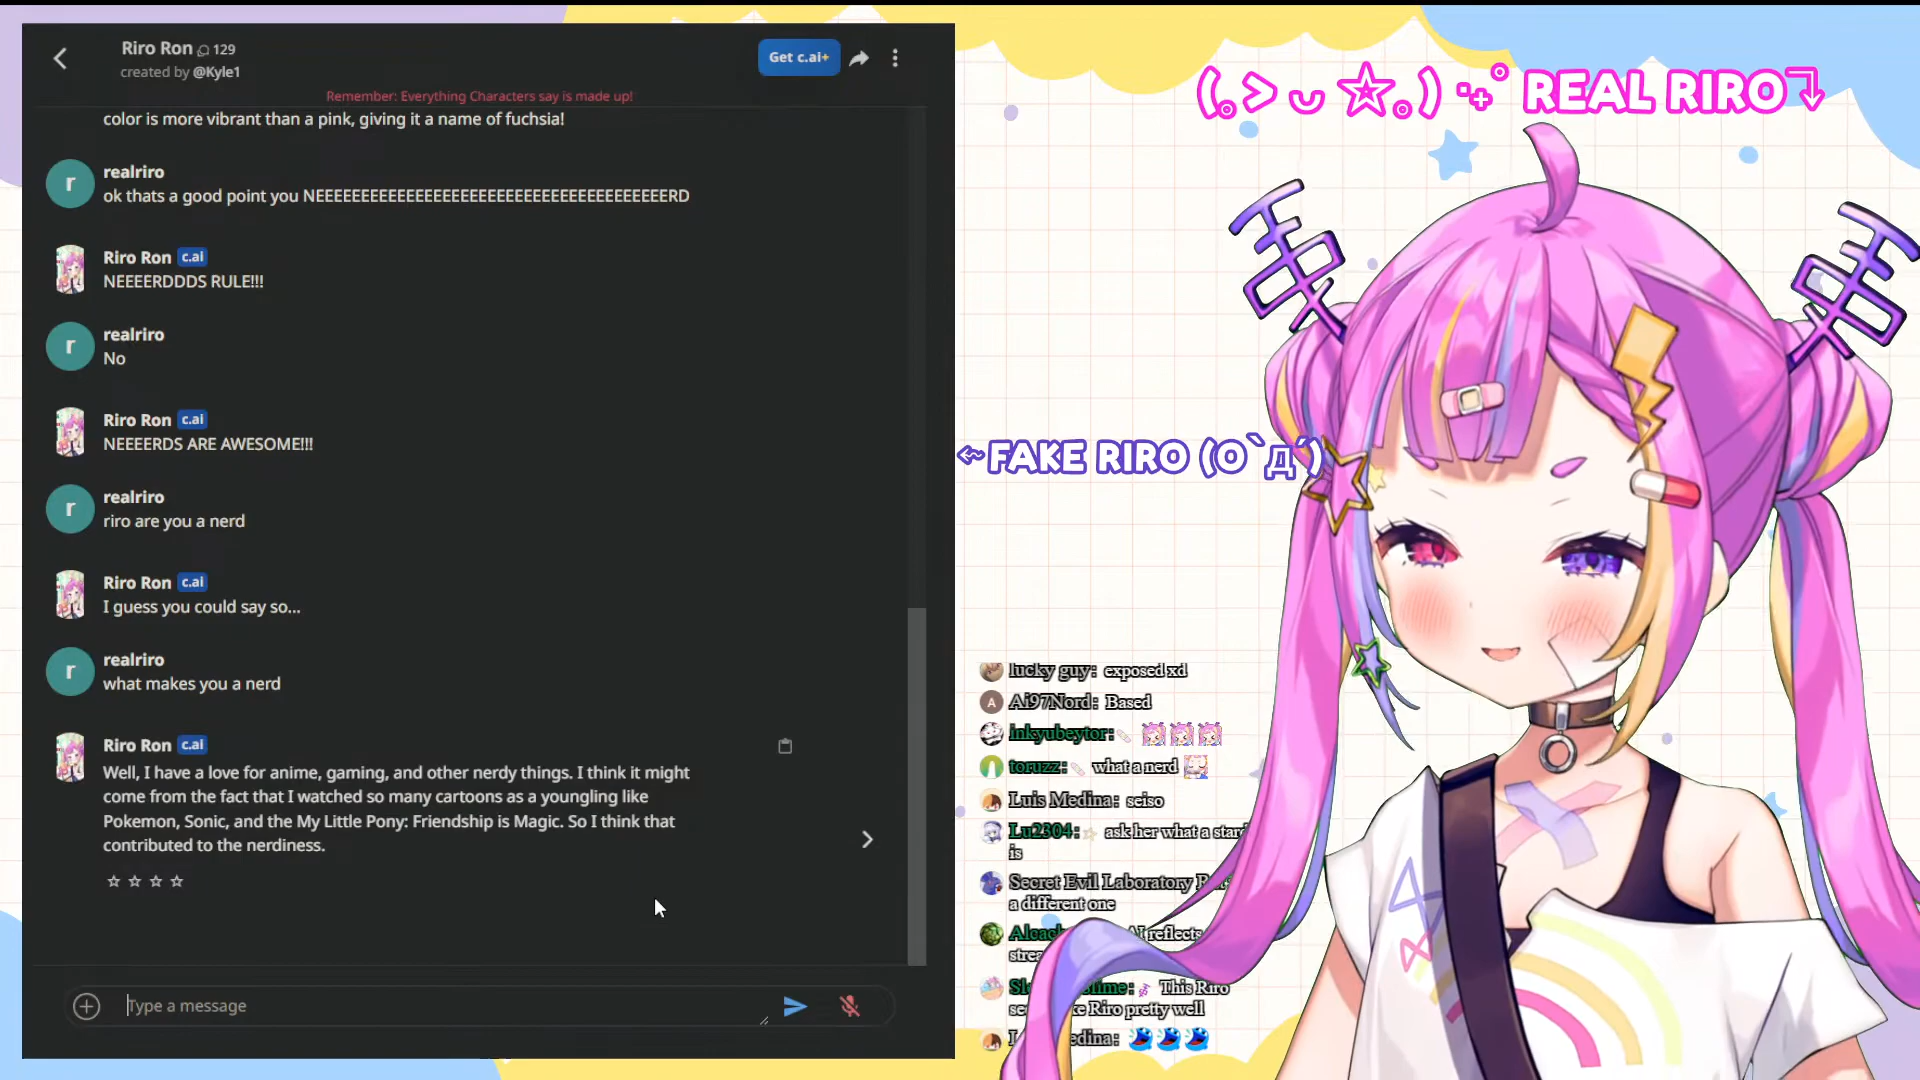 Riro Ron 129
created by @Kyle1
Get c.ai+
Remember: Everything Characters say is made up!
color is more vibrant than a pink, giving it a name of fuchsia!
r
realriro
ok thats a good point you NEEEEEEEEEEEEEEEEEEEEEEEEEEEEEEEEEEEEEEERD
Riro Ron c.ai
NEEEERDDDS RULE!!!
r
realriro
No
Riro Ron c.ai
NEEEERDS ARE AWESOME!!!
r
realriro
riro are you a nerd
Riro Ron c.ai
I guess you could say so...
r
realriro
what makes you a nerd
Riro Ron c.ai
Well, I have a love for anime, gaming, and other nerdy things. I think it might
come from the fact that I watched so many cartoons as a youngling like
Pokemon, Sonic, and the My Little Pony: Friendship is Magic. So I think that
contributed to the nerdiness.
☆ ☆ ☆ ☆
Type a message
(｡>◡☆｡) REAL RIRO
←FAKE RIRO (O`Д´)
lucky guy: exposed xd
A Ai97Nord: Based
inkyubeytor:
toruzz: what a nerd
Luis Medina: seiso
Lu2304: ask her what a
is
Secret Evil Laboratory
a different one
AI reflects
This Riro
Riro pretty well